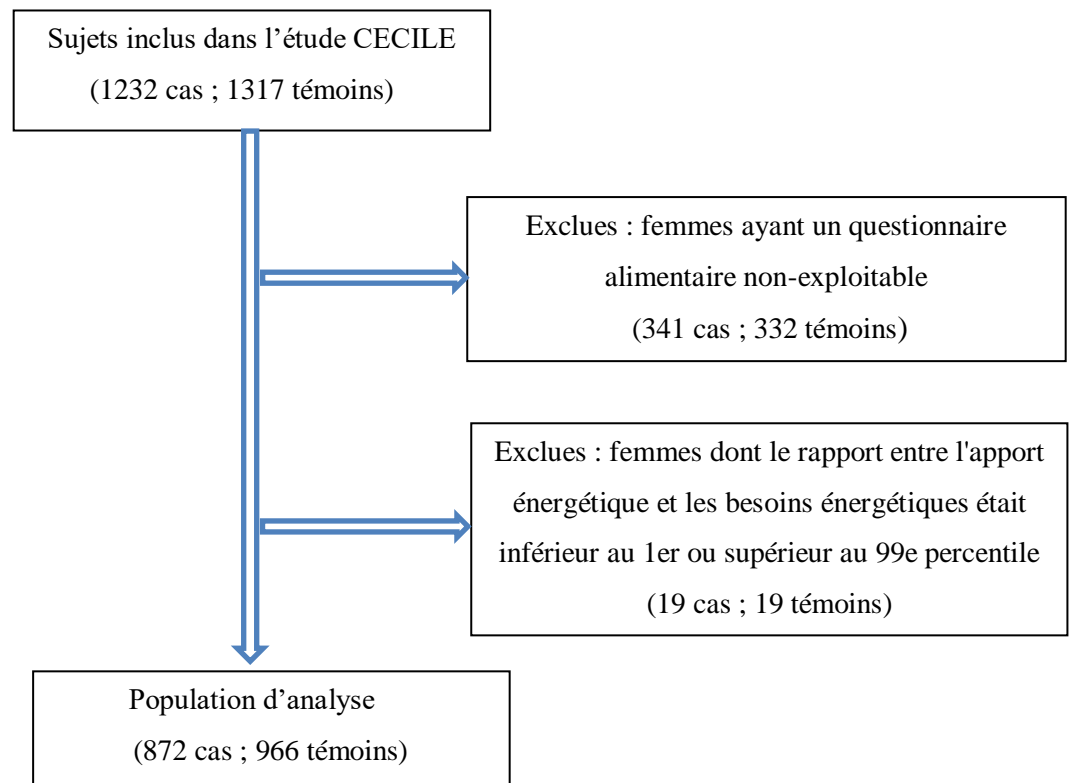 Sujets inclus dans l'étude CECILE
(1232 cas ; 1317 témoins)
Exclues : femmes ayant un questionnaire
alimentaire non-exploitable
(341 cas ; 332 témoins)
Exclues : femmes dont le rapport entre l'apport
énergétique et les besoins énergétiques était
inférieur au 1er ou supérieur au 99e percentile
(19 cas ; 19 témoins)
Population d'analyse
(872 cas ; 966 témoins)